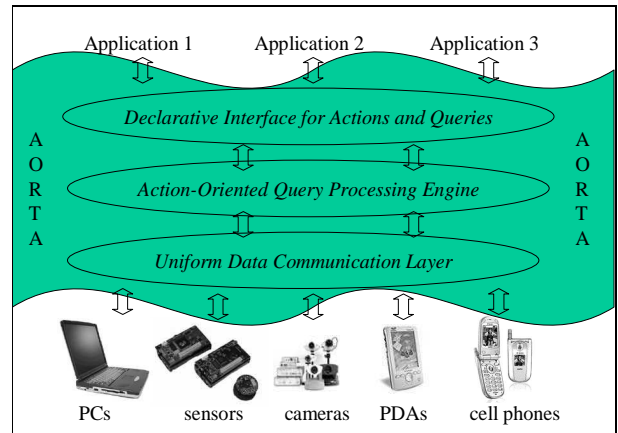 Application 1 Application 2 Application 3
Declarative Interface for Actions and Queries
A
O
R
T
A
A
O
R
T
A
Action-Oriented Query Processing Engine
Uniform Data Communication Layer
PCs sensors cameras PDAs cell phones